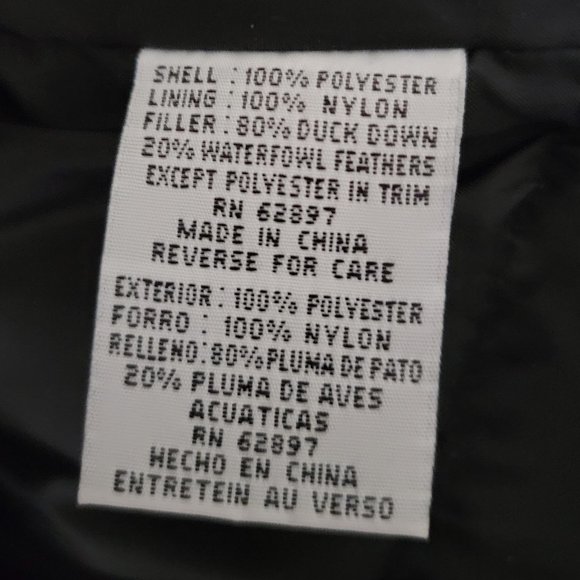 SHELL : 100% POLYESTER
LINING : 100% NYLON
FILLER : 80% DUCK DOWN
20% WATERFOWL FEATHERS
EXCEPT POLYESTER IN TRIM
RN 62897
MADE IN CHINA
REVERSE FOR CARE
EXTERIOR : 100% POLYESTER
FORRO : 100% NYLON
RELLENO : 80% PLUMA DE PATO
20% PLUMA DE AVES
ACUATICAS
RN 62897
HECHO EN CHINA
ENTRETEIN AU VERSO